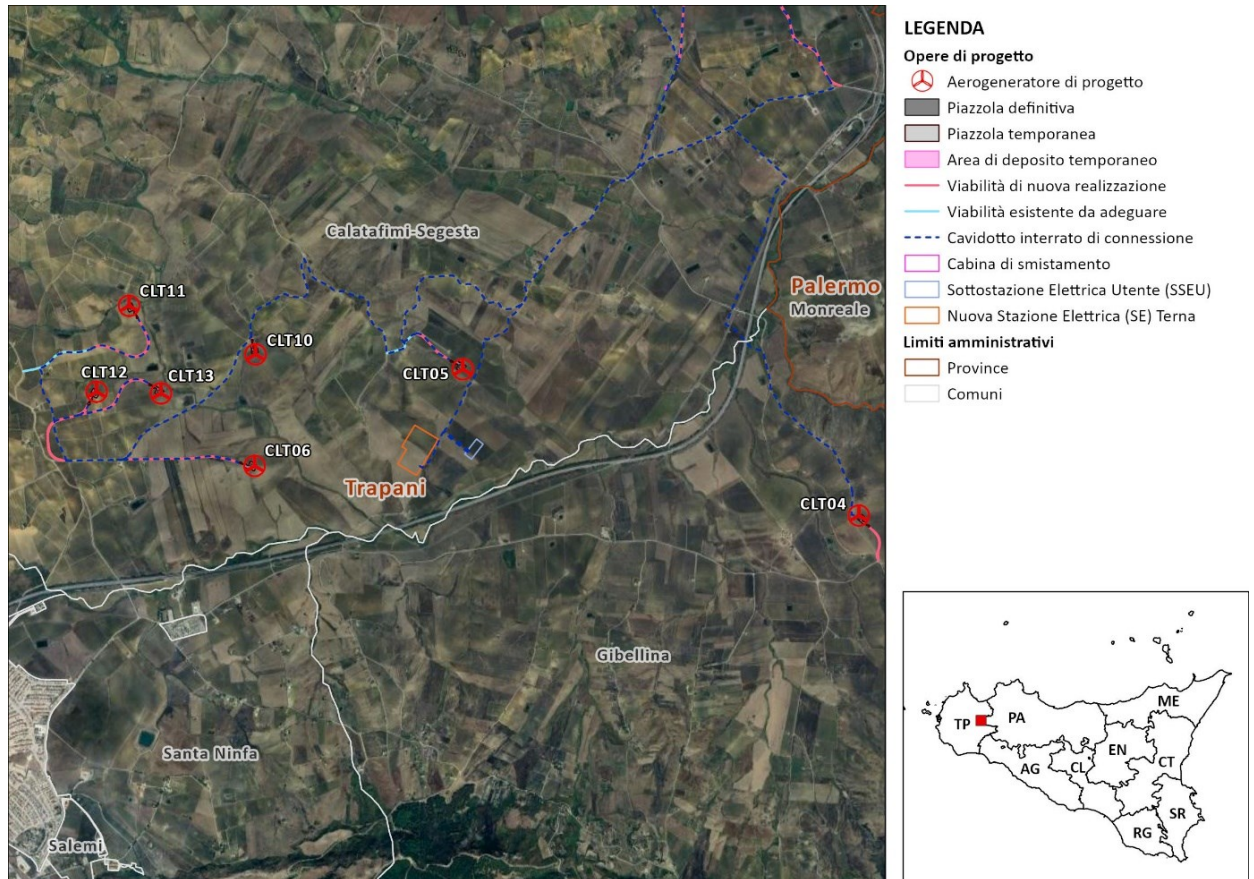 Calatafimi-Segesta
Palermo
Monreale
CLT11
CLT10
CLT12
CLT13
CLT05
CLT06
Trapani
CLT04
Gibellina
Santa Ninfa
Salemi
LEGENDA
Opere di progetto
Aerogeneratore di progetto
Piazzola definitiva
Piazzola temporanea
Area di deposito temporaneo
Viabilità di nuova realizzazione
Viabilità esistente da adeguare
Cavidotto interrato di connessione
Cabina di smistamento
Sottostazione Elettrica Utente (SSEU)
Nuova Stazione Elettrica (SE) Terna
Limiti amministrativi
Province
Comuni
ME
TP
PA
EN
CT
AG
CL
SR
RG